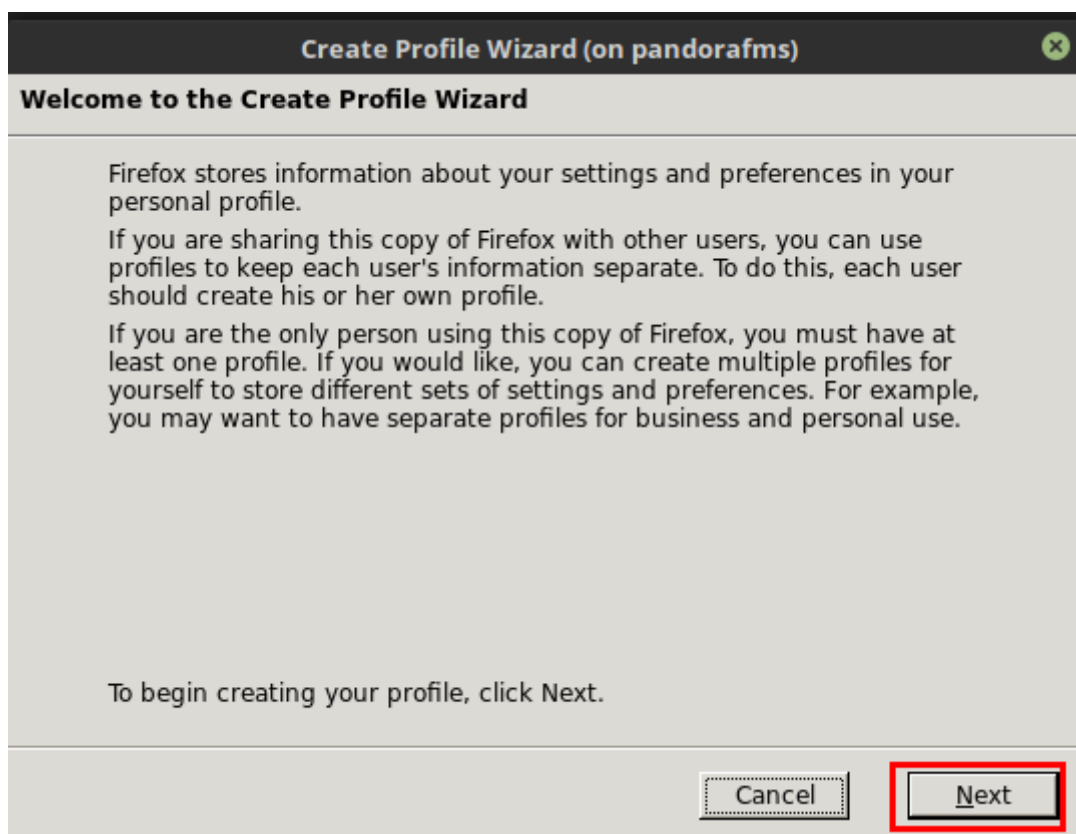 Create Profile Wizard (on pandorafms)
Welcome to the Create Profile Wizard
Firefox stores information about your settings and preferences in your
personal profile.
If you are sharing this copy of Firefox with other users, you can use
profiles to keep each user's information separate. To do this, each user
should create his or her own profile.
If you are the only person using this copy of Firefox, you must have at
least one profile. If you would like, you can create multiple profiles for
yourself to store different sets of settings and preferences. For example,
you may want to have separate profiles for business and personal use.
To begin creating your profile, click Next.
Cancel
Next